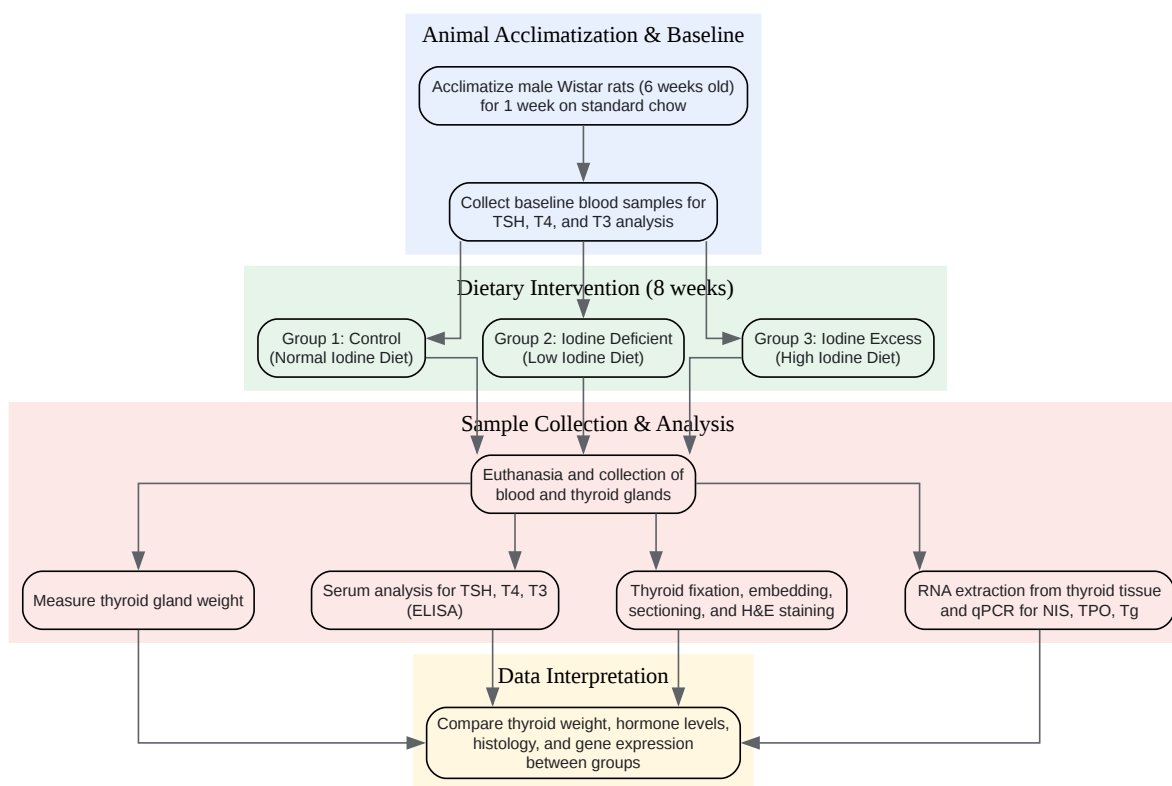 Animal Acclimatization & Baseline
Acclimatize male Wistar rats (6 weeks old)
for 1 week on standard chow
Collect baseline blood samples for
TSH, T4, and T3 analysis
Dietary Intervention (8 weeks)
Group 1: Control
(Normal Iodine Diet)
Group 2: Iodine Deficient
(Low Iodine Diet)
Group 3: Iodine Excess
(High Iodine Diet)
Sample Collection & Analysis
Euthanasia and collection of
blood and thyroid glands
Measure thyroid gland weight
Serum analysis for TSH, T4, T3
(ELISA)
Thyroid fixation, embedding,
sectioning, and H&E staining
RNA extraction from thyroid tissue
and qPCR for NIS, TPO, Tg
Data Interpretation
Compare thyroid weight, hormone levels,
histology, and gene expression
between groups